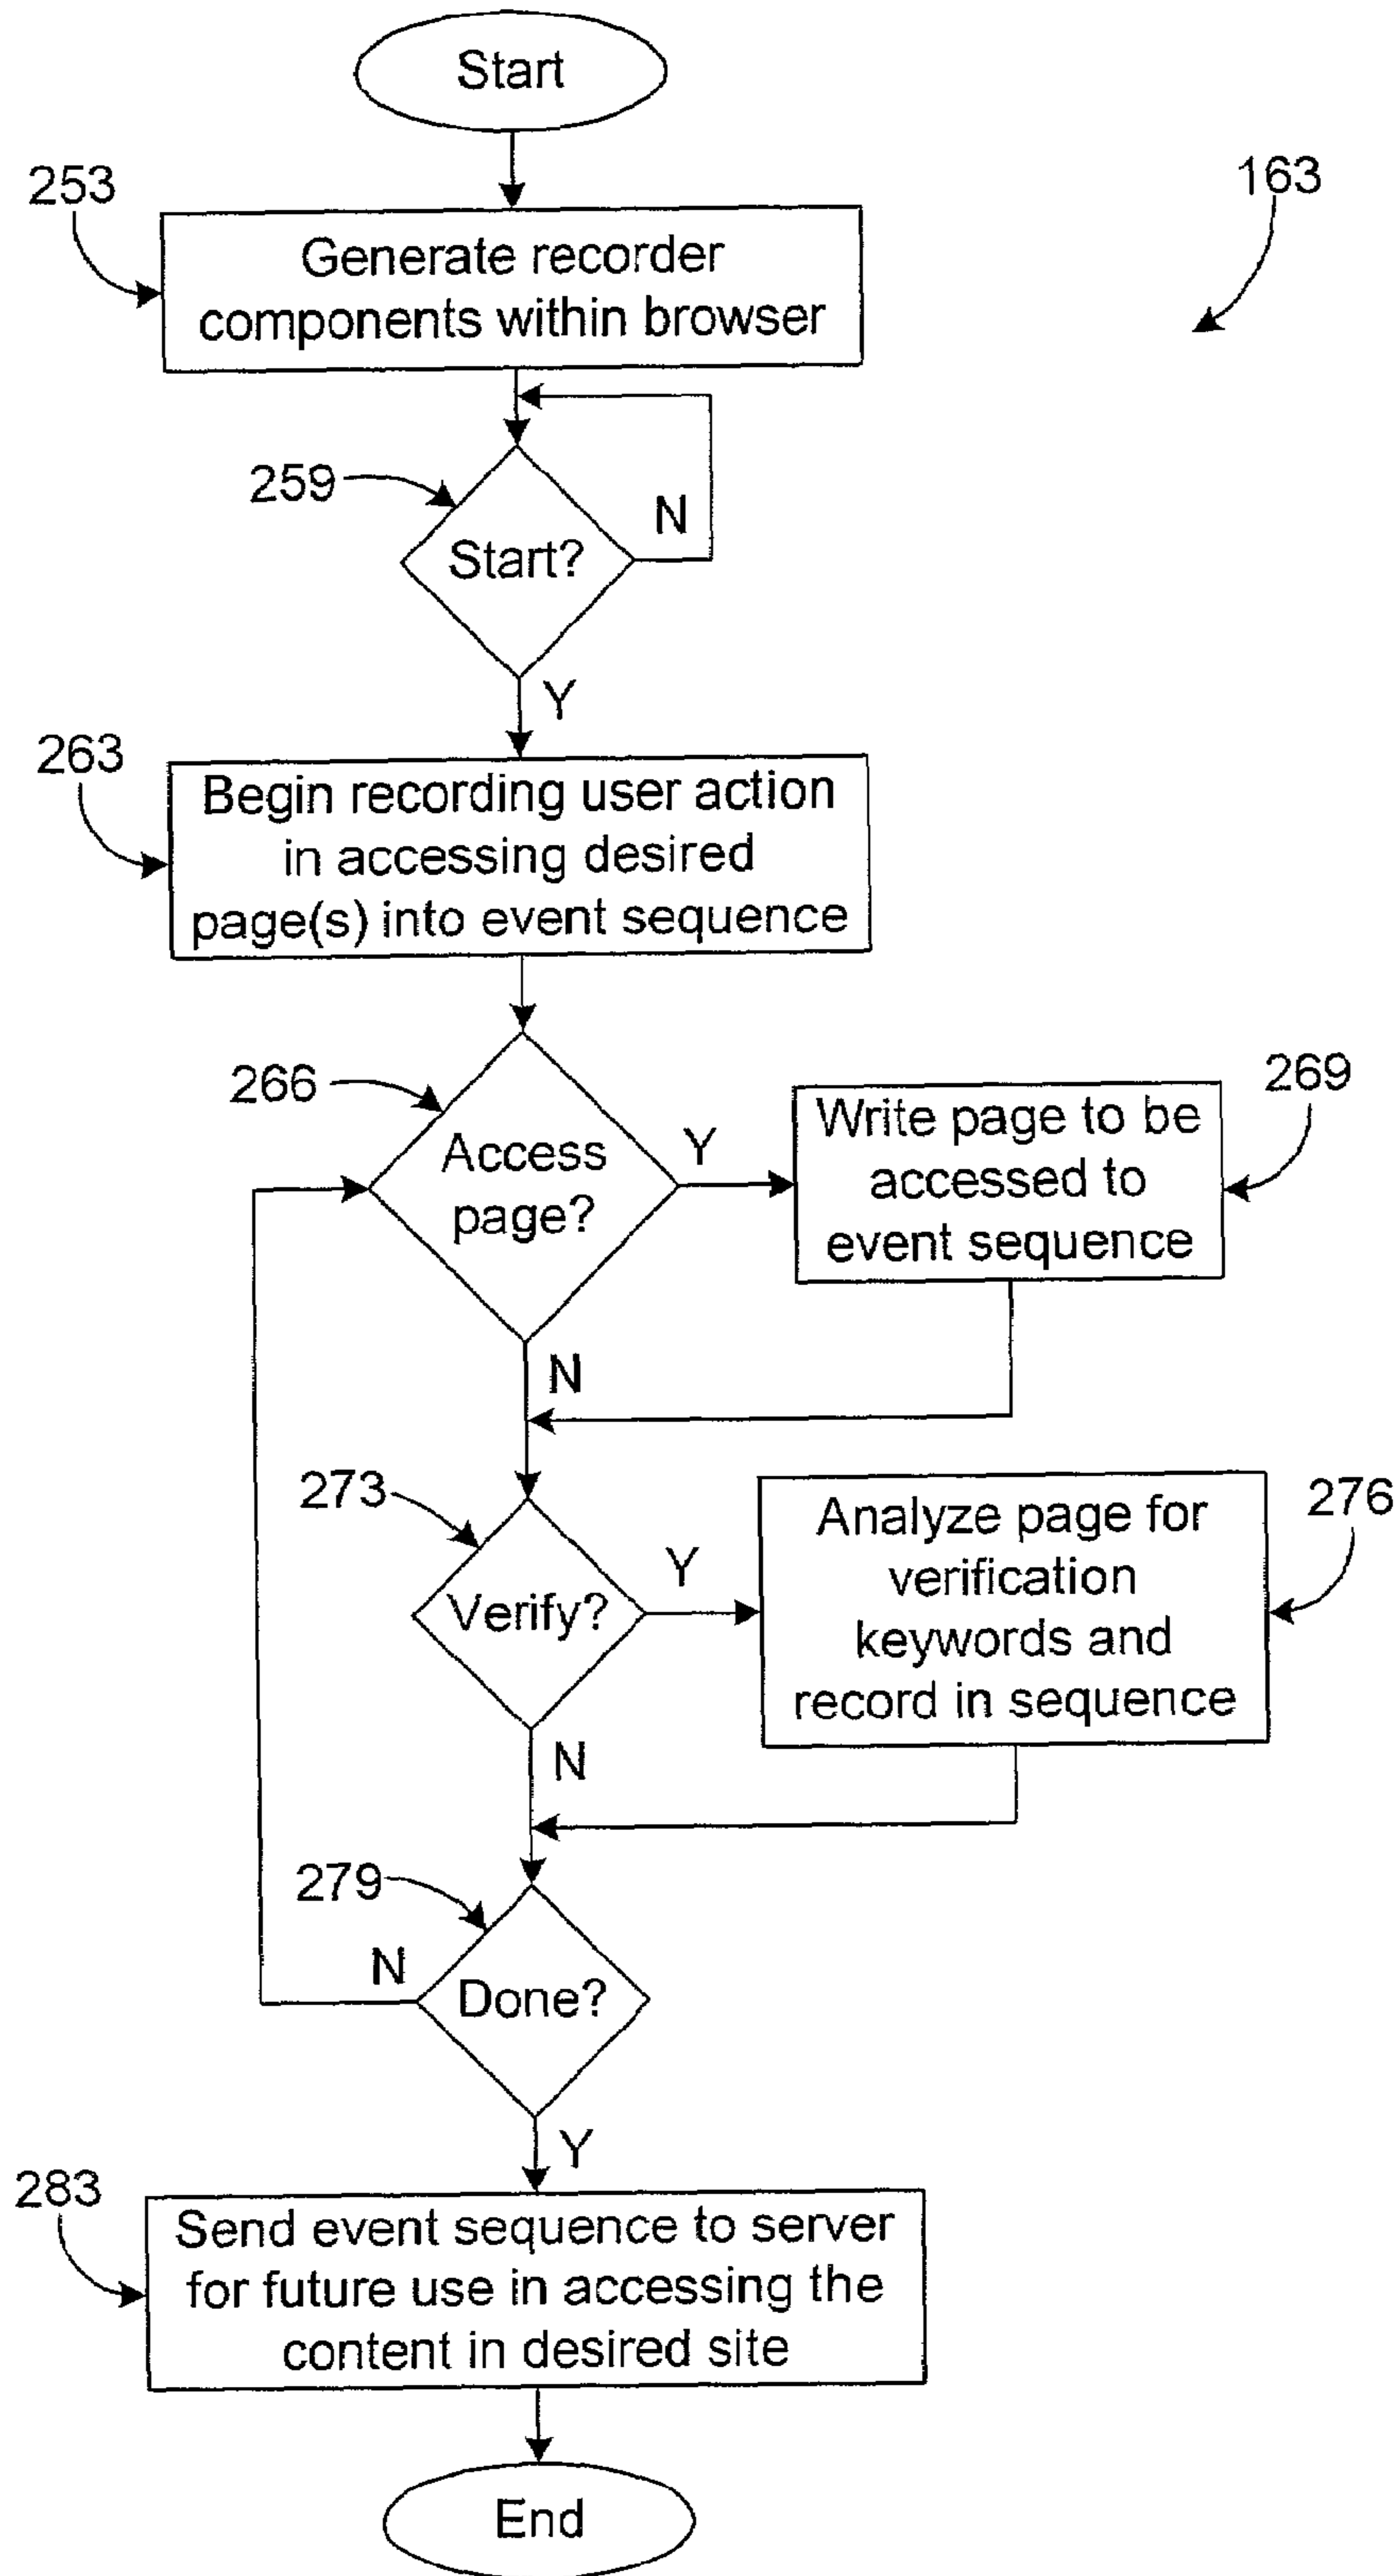 Start
253
163
Generate recorder
components within browser
259
N
Start?
Y
263
Begin recording user action
in accessing desired
page(s) into event sequence
266
269
Access
page?
Y
Write page to be
accessed to
event sequence
N
273
276
Verify?
Y
Analyze page for
verification
keywords and
record in sequence
N
279
N
Done?
Y
283
Send event sequence to server
for future use in accessing the
content in desired site
End